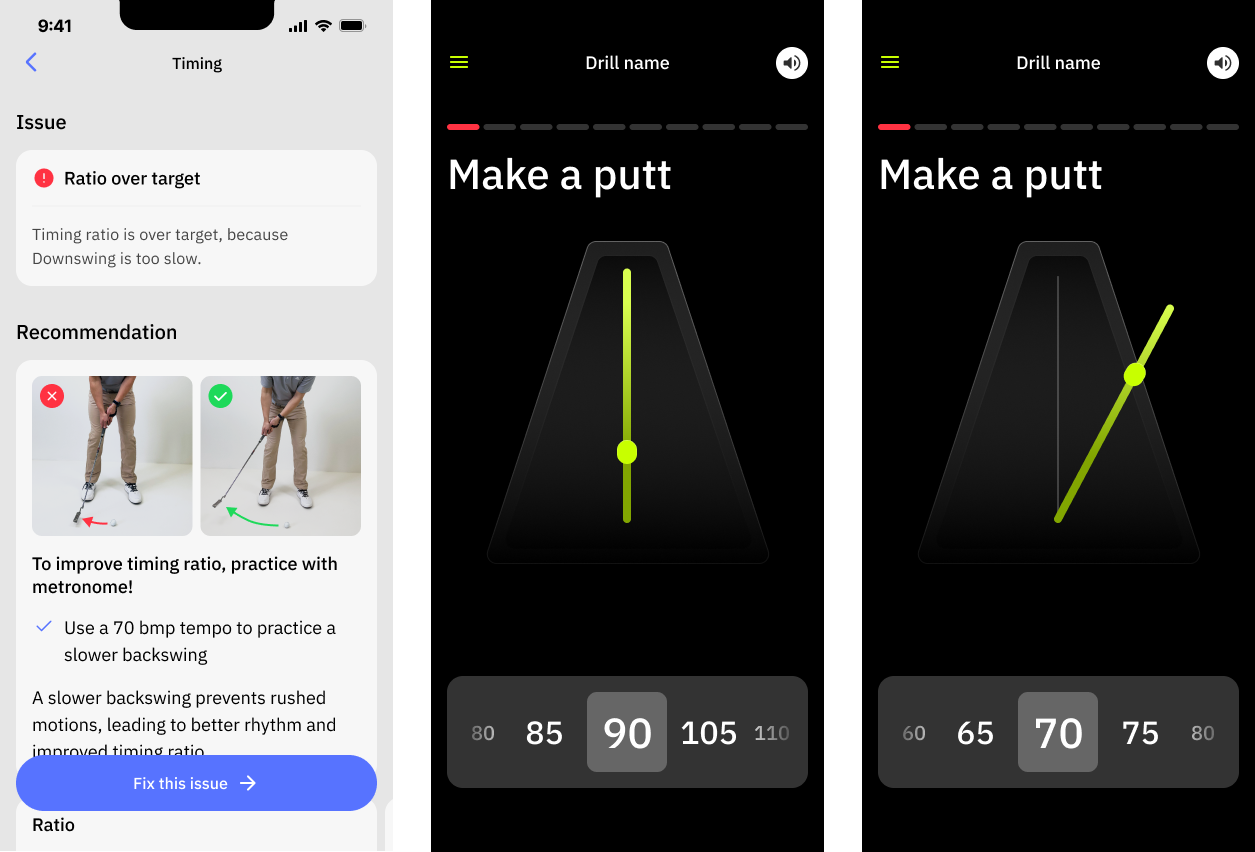 9:41
Timing
Issue
Ratio over target
Timing ratio is over target, because
Downswing is too slow.
Recommendation
To improve timing ratio, practice with
metronome!
Use a 70 bmp tempo to practice a
slower backswing
A slower backswing prevents rushed
motions, leading to better rhythm and
improved timing ratio
Fix this issue
Ratio
Drill name
Make a putt
80 85 90 105 110
Drill name
Make a putt
60 65 70 75 80